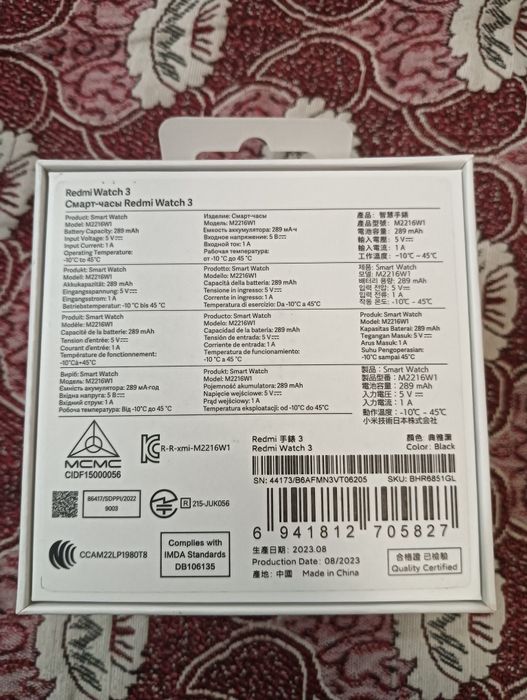 Redmi Watch 3
Смарт-часы Redmi Watch 3
Product: Smart Watch
Model: M2216W1
Battery Capacity: 289 mAh
Input Voltage: 5 V⎓
Input Current: 1 A
Operating Temperature:
-10°C to 45°C
Изделие: Смарт-часы
Модель: M2216W1
Емкость аккумулятора: 289 мА·ч
Входное напряжение: 5 В⎓
Входной ток: 1 А
Рабочая температура:
от -10 °C до 45 °C
產品：智慧手錶
產品型號：M2216W1
電池容量：289 mAh
輸入電壓：5 V⎓
輸入電流：1 A
工作溫度：-10°C ~ 45°C
Produkt: Smart Watch
Modell: M2216W1
Akkukapazität: 289 mAh
Eingangsspannung: 5 V⎓
Eingangsstrom: 1 A
Betriebstemperatur: -10°C bis 45°C
Prodotto: Smart Watch
Modello: M2216W1
Capacità della batteria: 289 mAh
Tensione in ingresso: 5 V⎓
Corrente in ingresso: 1 A
Temperatura di esercizio: Da -10°C a 45°C
제품: Smart Watch
모델: M2216W1
배터리 용량: 289 mAh
입력 전압: 5 V⎓
입력 전류: 1 A
작동 온도: -10°C - 45°C
Produit: Smart Watch
Modèle: M2216W1
Capacité de la batterie: 289 mAh
Tension d'entrée: 5 V⎓
Courant d'entrée: 1 A
Température de fonctionnement:
-10°C à +45°C
Producto: Smart Watch
Modelo: M2216W1
Capacidad de la batería: 289 mAh
Tensión de entrada: 5 V⎓
Corriente de entrada: 1 A
Temperatura de funcionamiento:
-10 °C a 45 °C
Produk: Smart Watch
Model: M2216W1
Kapasitas Baterai: 289 mAh
Tegangan Masuk: 5 V⎓
Arus Masuk: 1 A
Suhu Pengoperasian:
-10°C sampai 45°C
Виріб: Smart Watch
Модель: M2216W1
Ємність акумулятора: 289 мА·год
Вхідна напруга: 5 В⎓
Вхідний струм: 1 А
Робоча температура: Від -10°C до 45 °C
Produkt: Smart Watch
Model: M2216W1
Pojemność akumulatora: 289 mAh
Napięcie wejściowe: 5 V⎓
Prąd wejściowy: 1 A
Temperatura eksploatacji: od -10°C do 45°C
製品：Smart Watch
製品型番：M2216W1
電池容量：289 mAh
入力電圧：5 V⎓
入力電流：1 A
動作温度：-10°C ~ 45°C
小米技術日本株式会社
MCMC
CIDF15000056
R-R-xmi-M2216W1
Redmi 手錶 3
Redmi Watch 3
顏色: 典雅黑
Color: Black
SN: 44173/B6AFMN3VT06205
SKU: BHR6851GL
86417/SDPPI/2022
9003
R 215-JUK056
6 941812 705827
CCAM22LP1980T8
Complies with
IMDA Standards
DB106135
生產日期：2023.08
Production Date: 08/2023
產地：中國 Made in China
合格證 已檢驗
Quality Certified